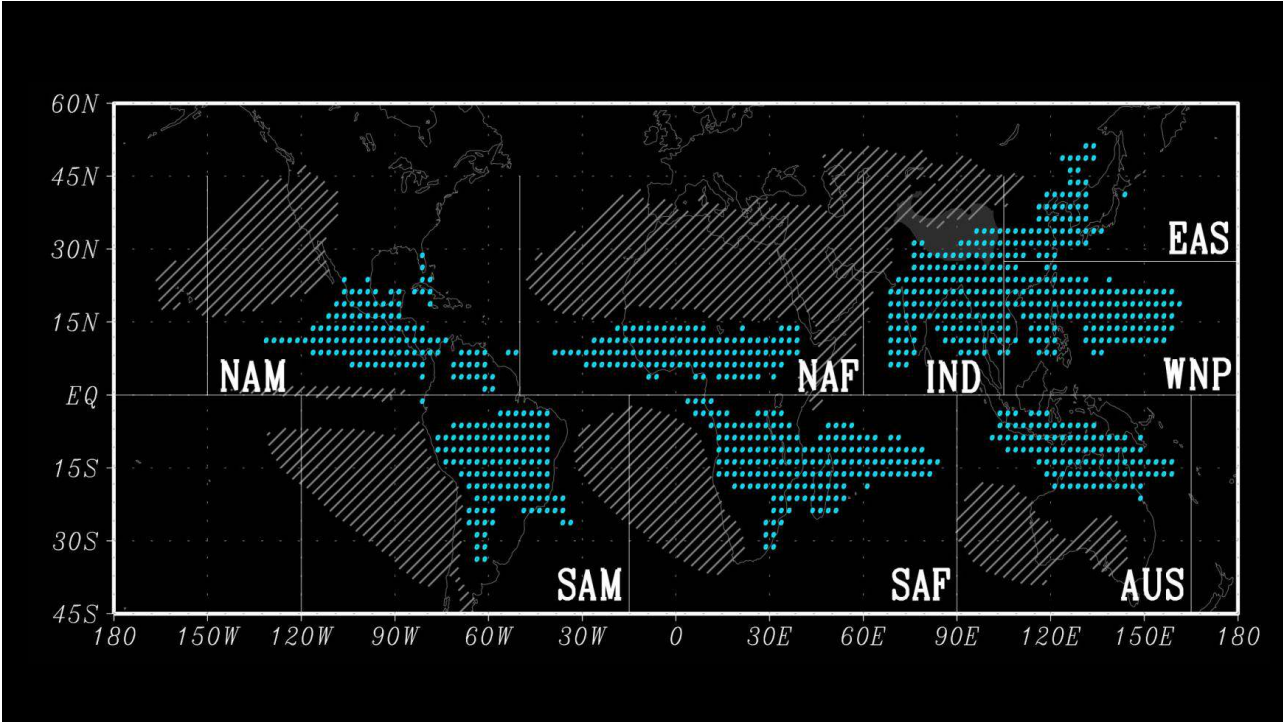 60N
45N
30N
EAS
15N
NAM NAF IND WNP
EQ
15S
30S
SAM SAF AUS
45S
180 150W 120W 90W 60W 30W 0 30E 60E 90E 120E 150E 180